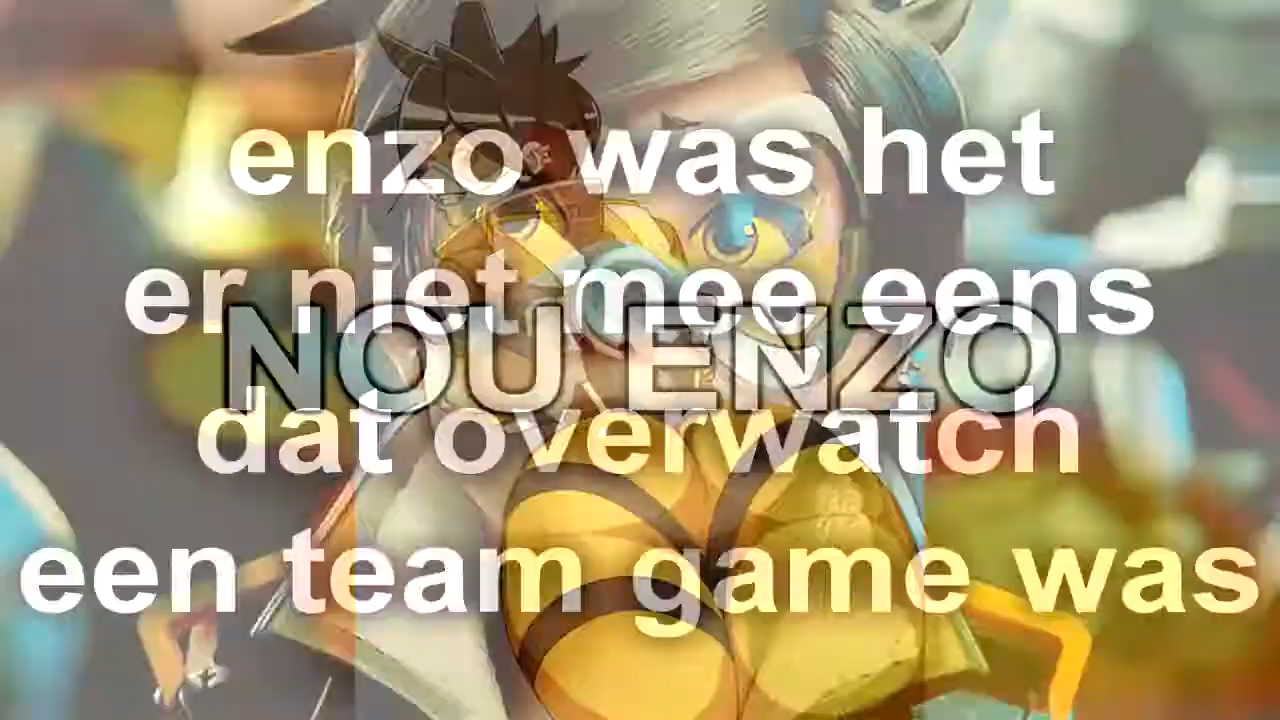 enzo was het
er niet mee eens
NOU ENZO
dat overwatch
een team game was